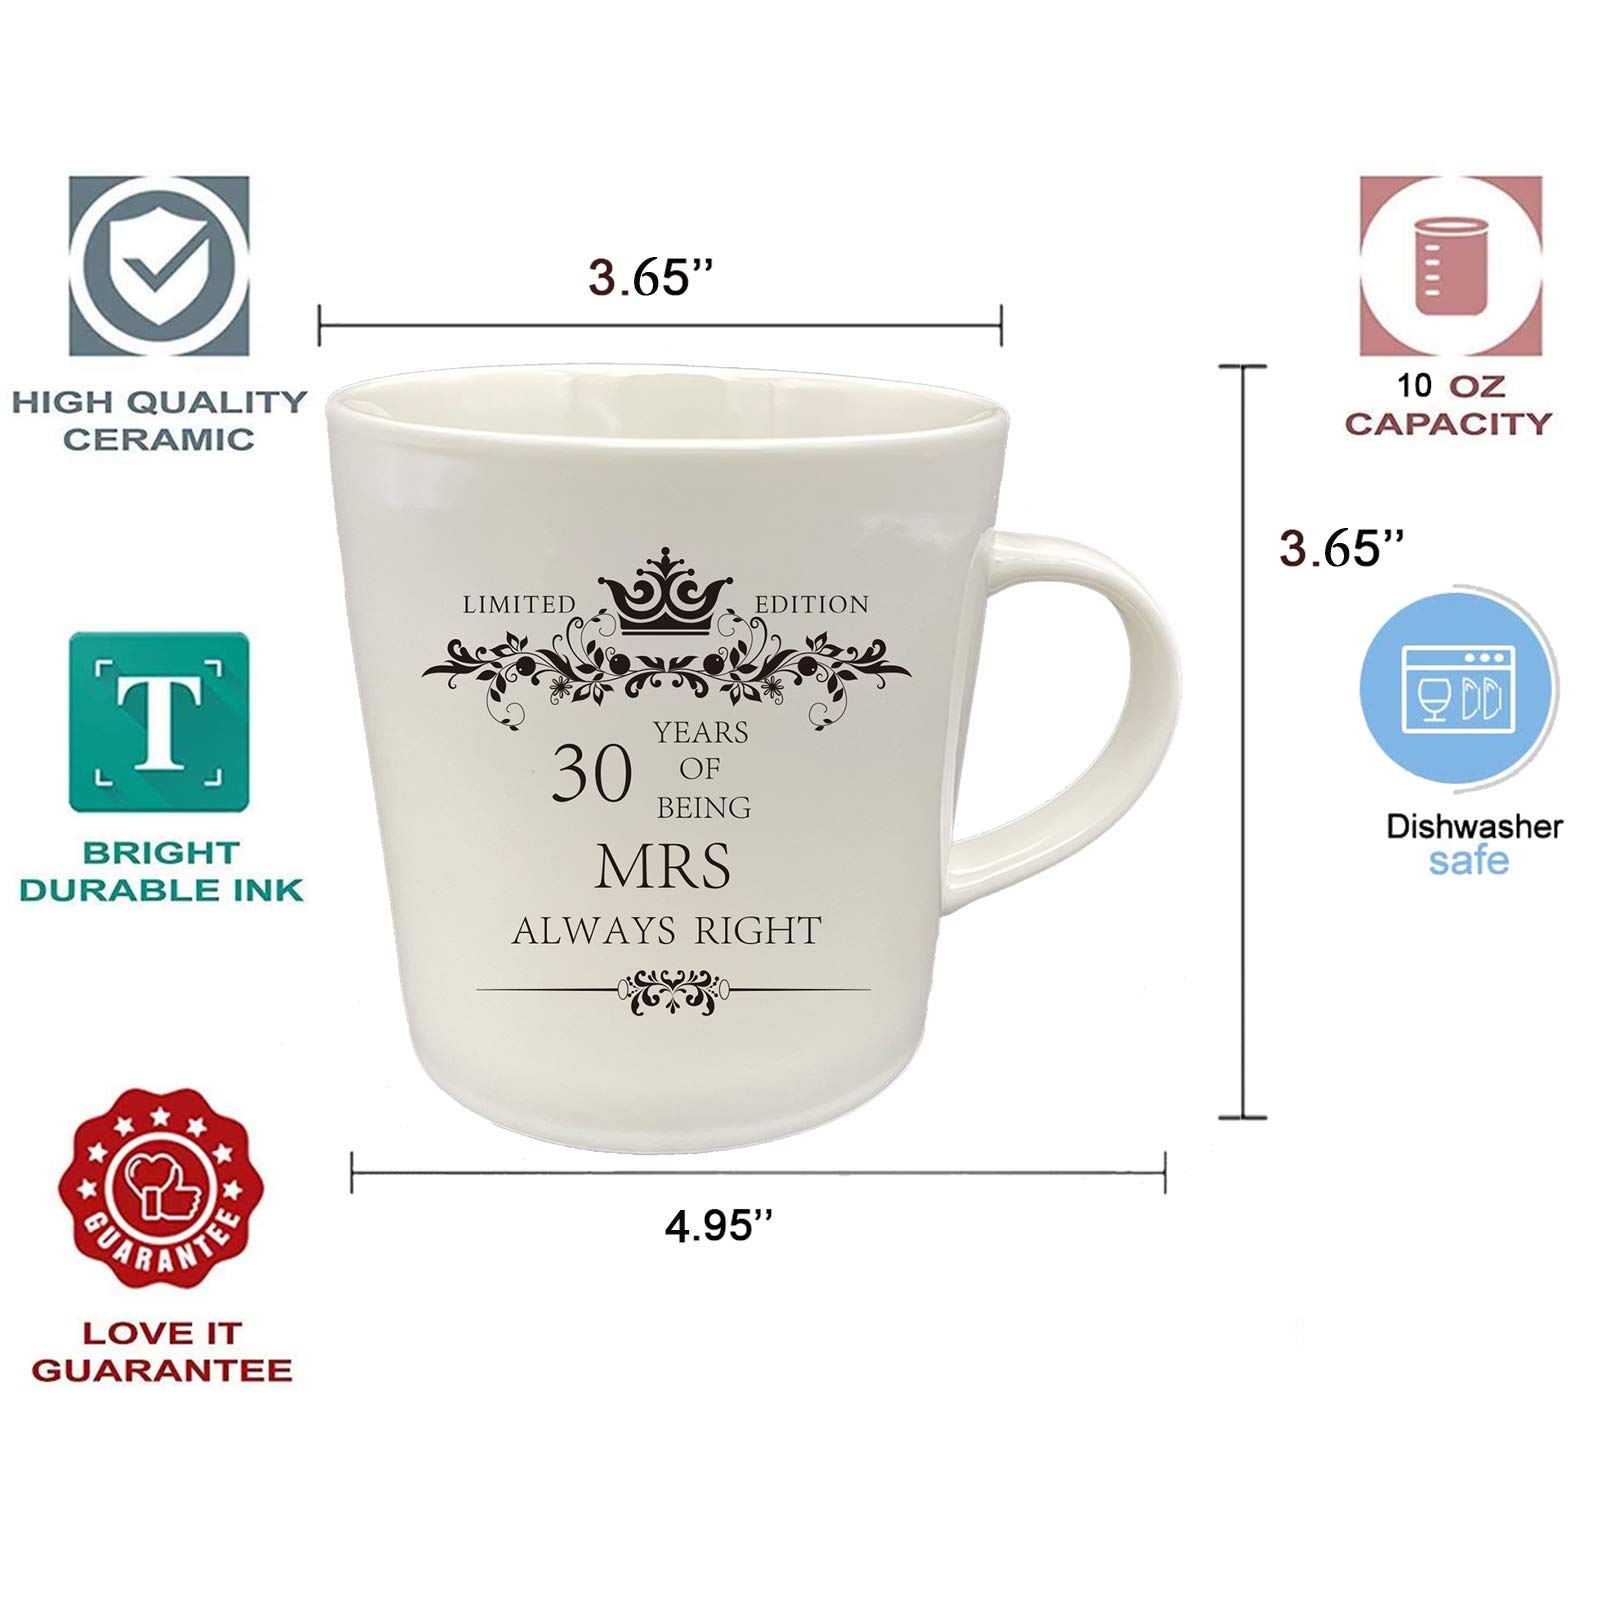 3.65’’
HIGH QUALITY
CERAMIC
10 OZ
CAPACITY
3.65’’
LIMITED EDITION
30 YEARS
OF
BEING
MRS
ALWAYS RIGHT
T
BRIGHT
DURABLE INK
Dishwasher
safe
GUARANTEE
LOVE IT
GUARANTEE
4.95’’